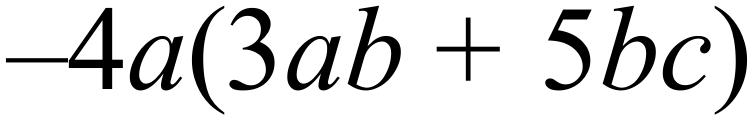 –4a(3ab + 5bc)